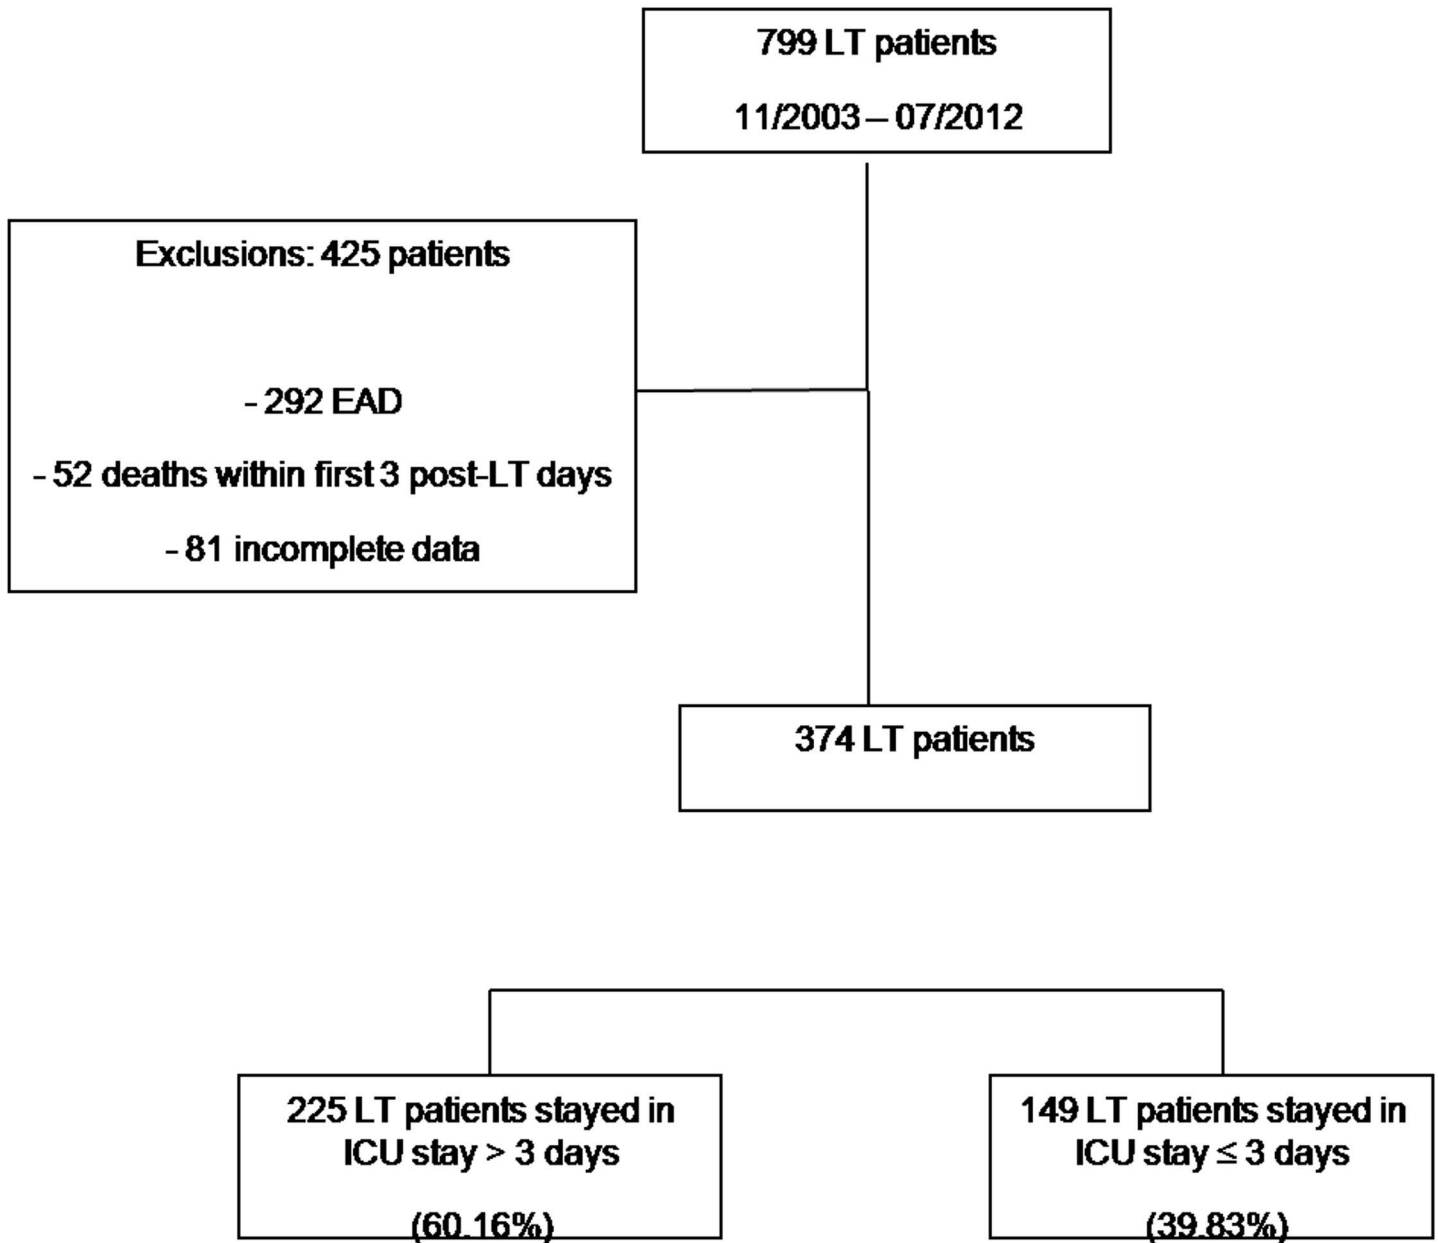 799 LT patients
11/2003 – 07/2012
Exclusions: 425 patients
- 292 EAD
- 52 deaths within first 3 post-LT days
- 81 incomplete data
374 LT patients
225 LT patients stayed in
ICU stay > 3 days
(60.16%)
149 LT patients stayed in
ICU stay ≤ 3 days
(39.83%)